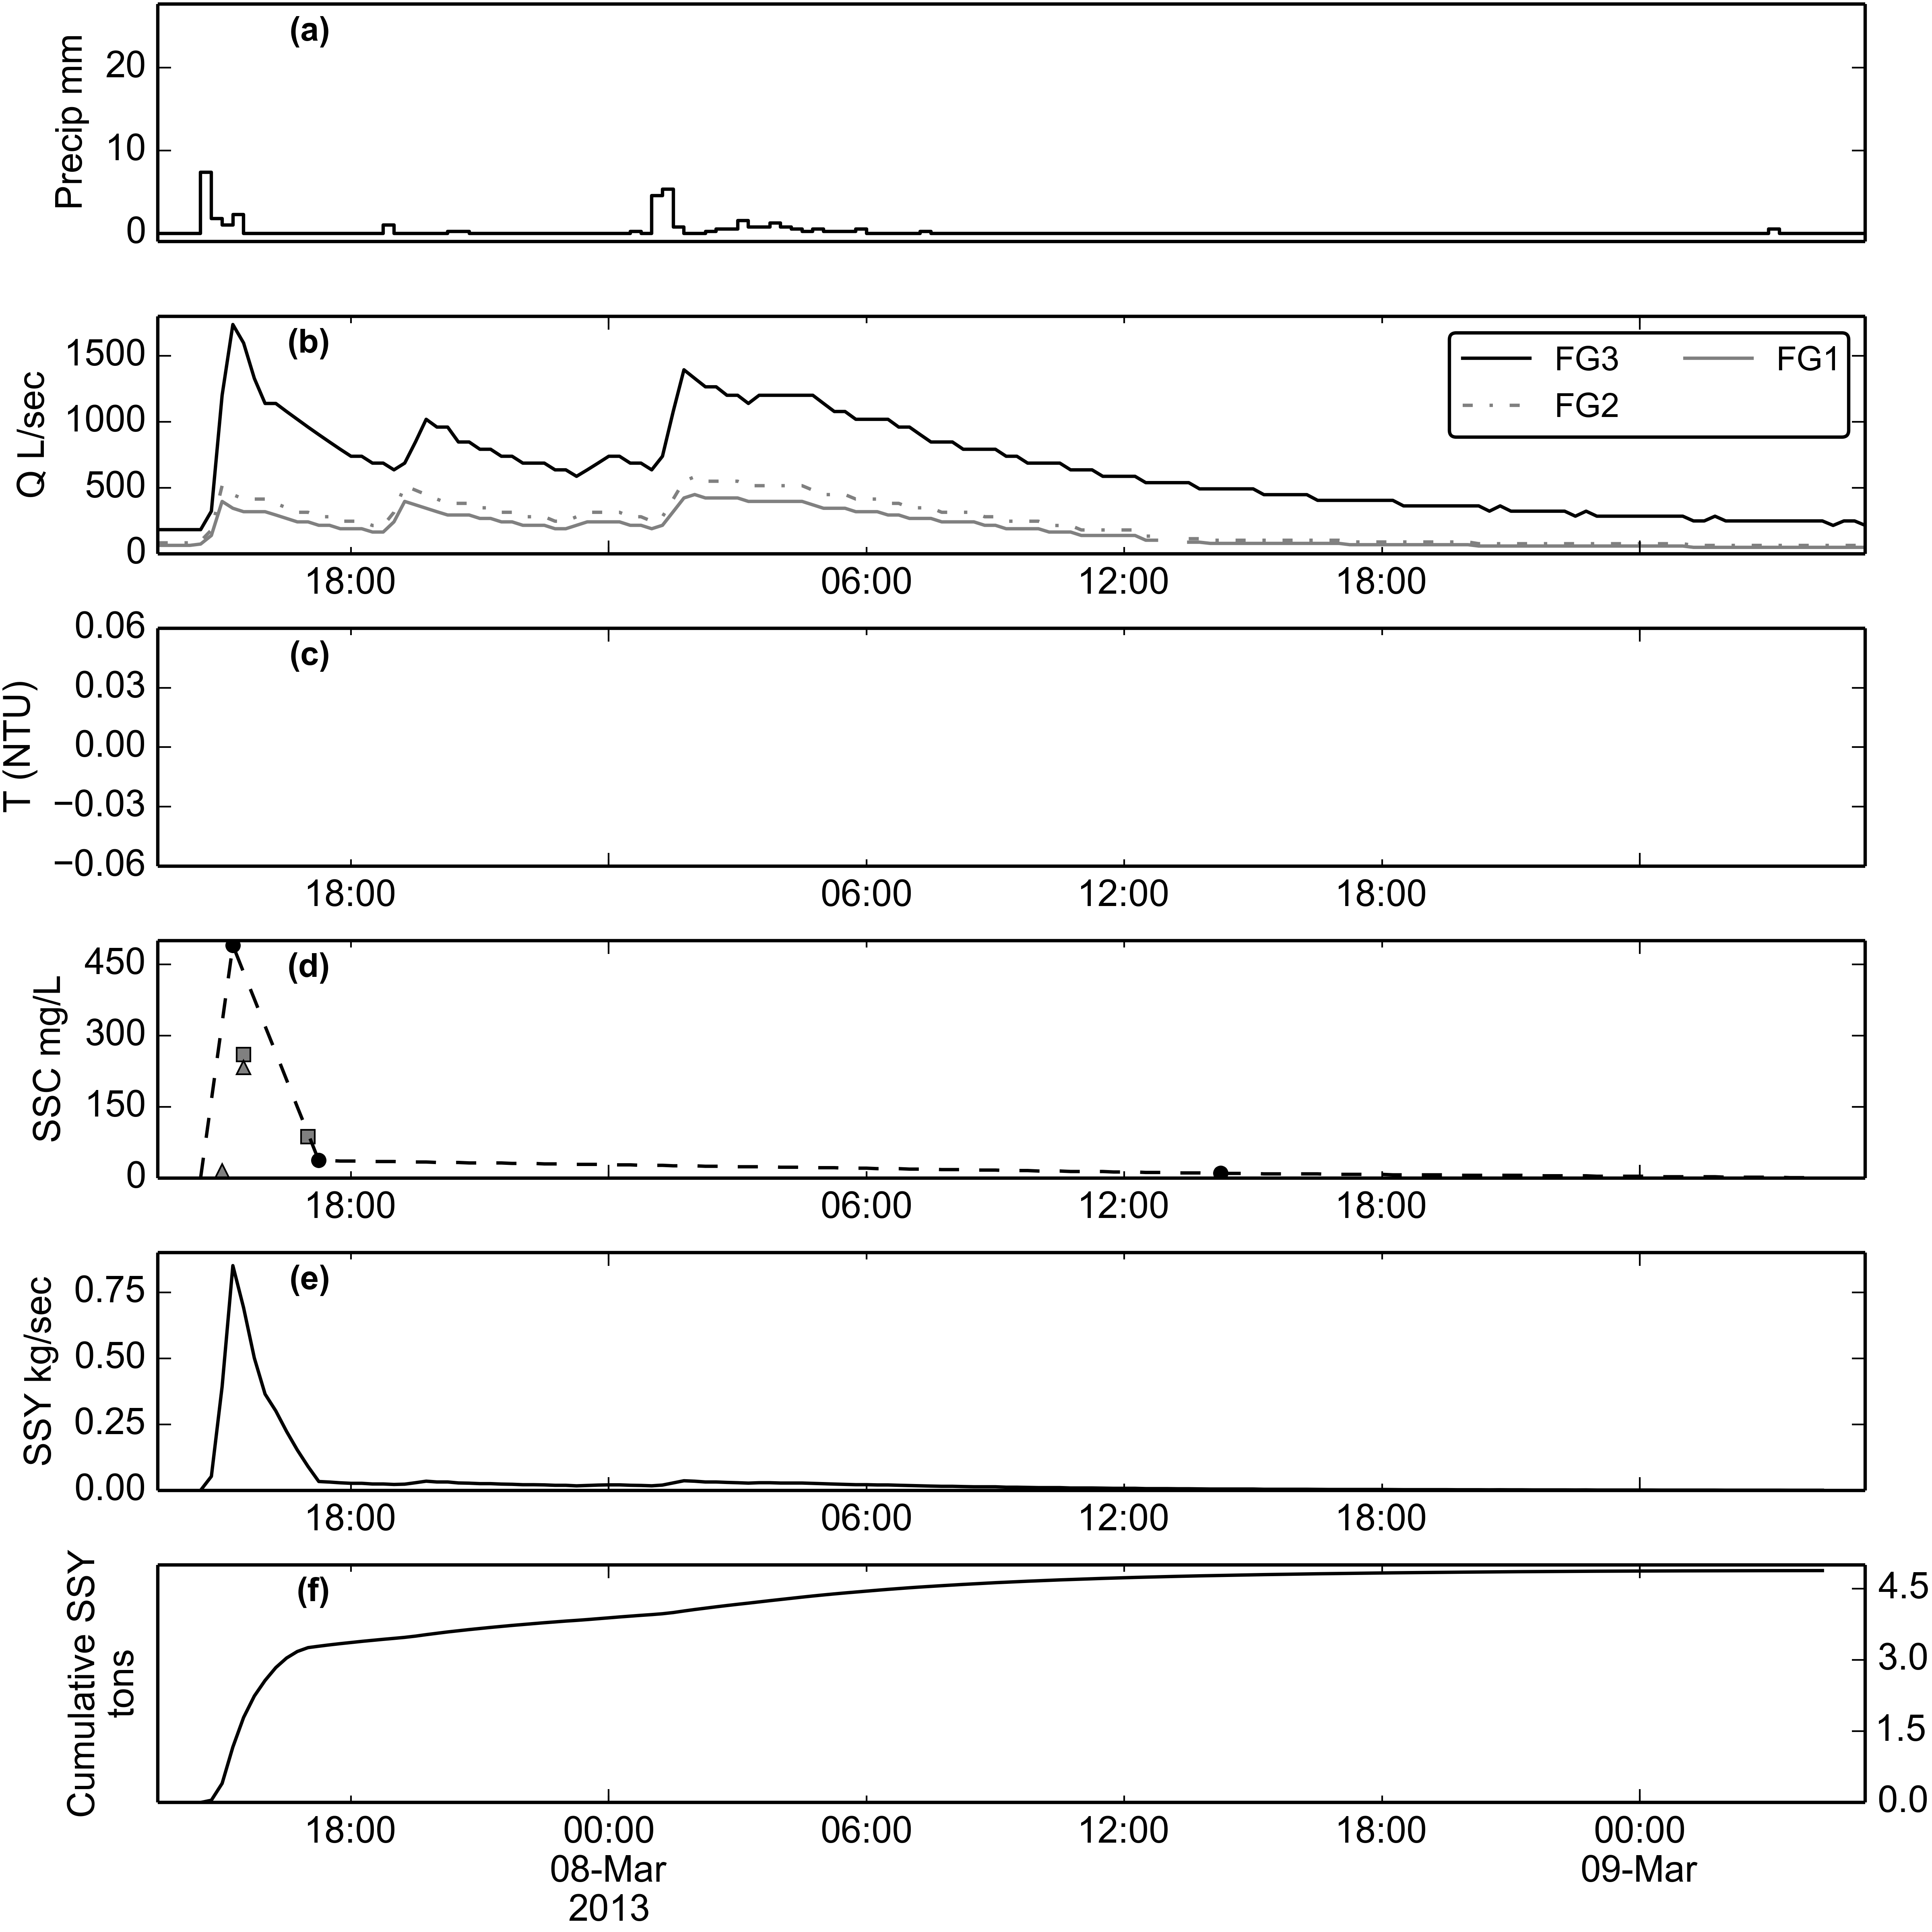 (a)
Precip mm
20
10
0
(b)
Q L/sec
1500
1000
500
0
FG3
FG1
FG2
18:00 06:00 12:00 18:00
(c)
T (NTU)
0.06
0.03
0.00
−0.03
−0.06
18:00 06:00 12:00 18:00
(d)
SSC mg/L
450
300
150
0
18:00 06:00 12:00 18:00
(e)
SSY kg/sec
0.75
0.50
0.25
0.00
18:00 06:00 12:00 18:00
(f)
Cumulative SSY
tons
4.5
3.0
1.5
0.0
18:00 00:00 06:00 12:00 18:00 00:00
08-Mar 09-Mar
2013